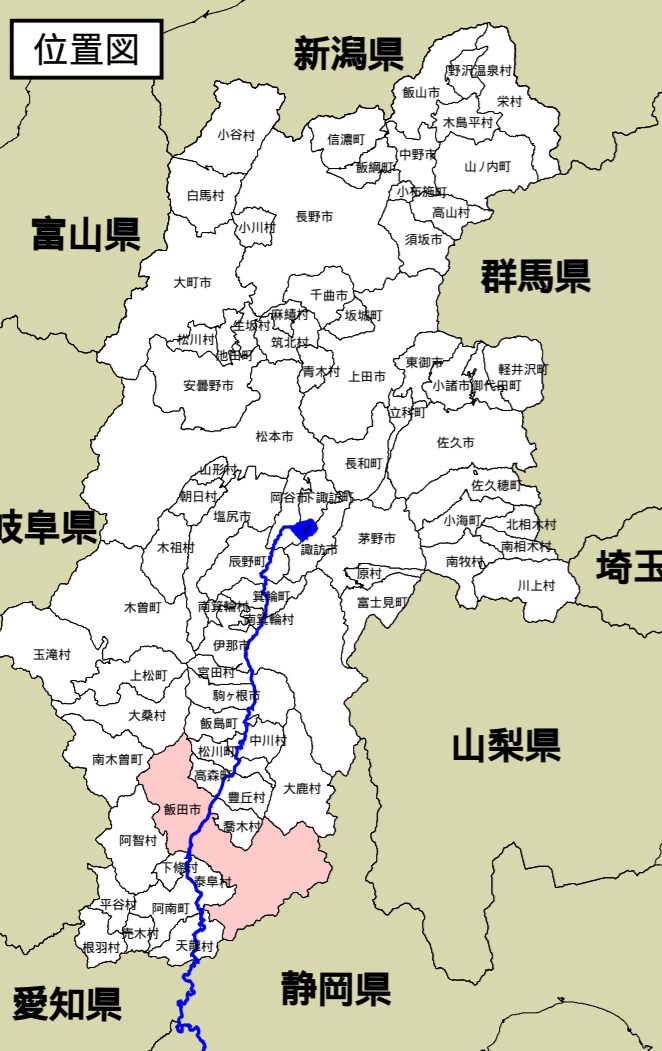 位置図
新潟県
野沢温泉村
飯山市
栄村
木島平村
小谷村
信濃町
中野市
飯綱町
山ノ内町
白馬村
小布施町
高山村
長野市
小川村
須坂市
富山県
群馬県
大町市
千曲市
麻績村
坂城町
生坂村
松川村
筑北村
池田町
東御市
軽井沢町
青木村
上田市
安曇野市
小諸市
御代田町
立科町
松本市
佐久市
長和町
山形村
佐久穂町
朝日村
岡谷市
下諏訪町
塩尻市
小海町
北相木村
岐阜県
茅野市
木祖村
諏訪市
南相木村
辰野町
南牧村
埼玉
原村
川上村
箕輪町
富士見町
木曽町
南箕輪村
南箕輪村
伊那市
玉滝村
宮田村
上松町
駒ヶ根市
大桑村
飯島町
中川村
山梨県
松川町
南木曽町
高森町
大鹿村
豊丘村
飯田市
喬木村
阿智村
下條村
泰阜村
平谷村
阿南町
売木村
根羽村
天龍村
静岡県
愛知県